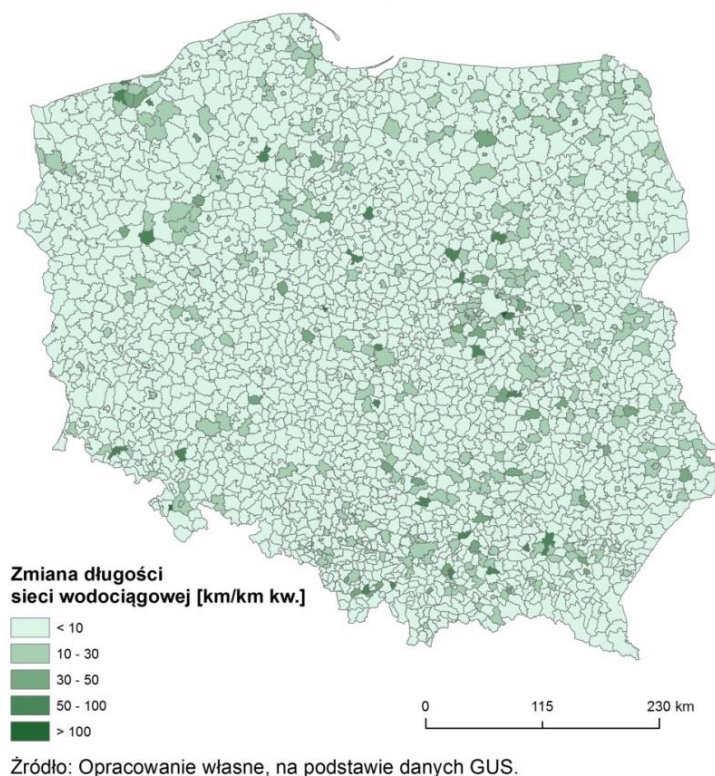 Zmiana długości
sieci wodociągowej [km/km kw.]
< 10
10 - 30
30 - 50
50 - 100
> 100
0 115 230 km
Źródło: Opracowanie własne, na podstawie danych GUS.